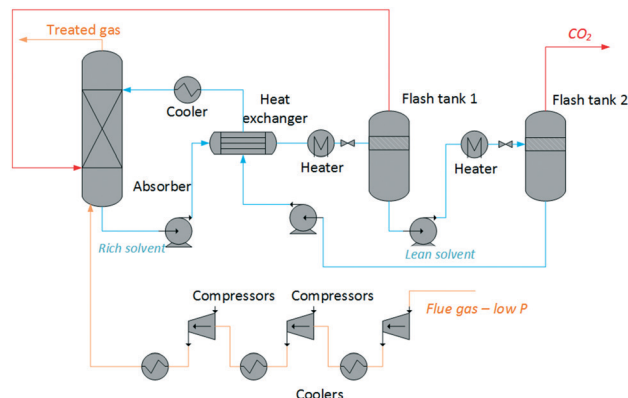 Treated gas
CO2
Flash tank 1
Flash tank 2
Heat
exchanger
Cooler
Heater
Heater
Absorber
Rich solvent
Lean solvent
Compressors
Compressors
Flue gas – low P
Coolers